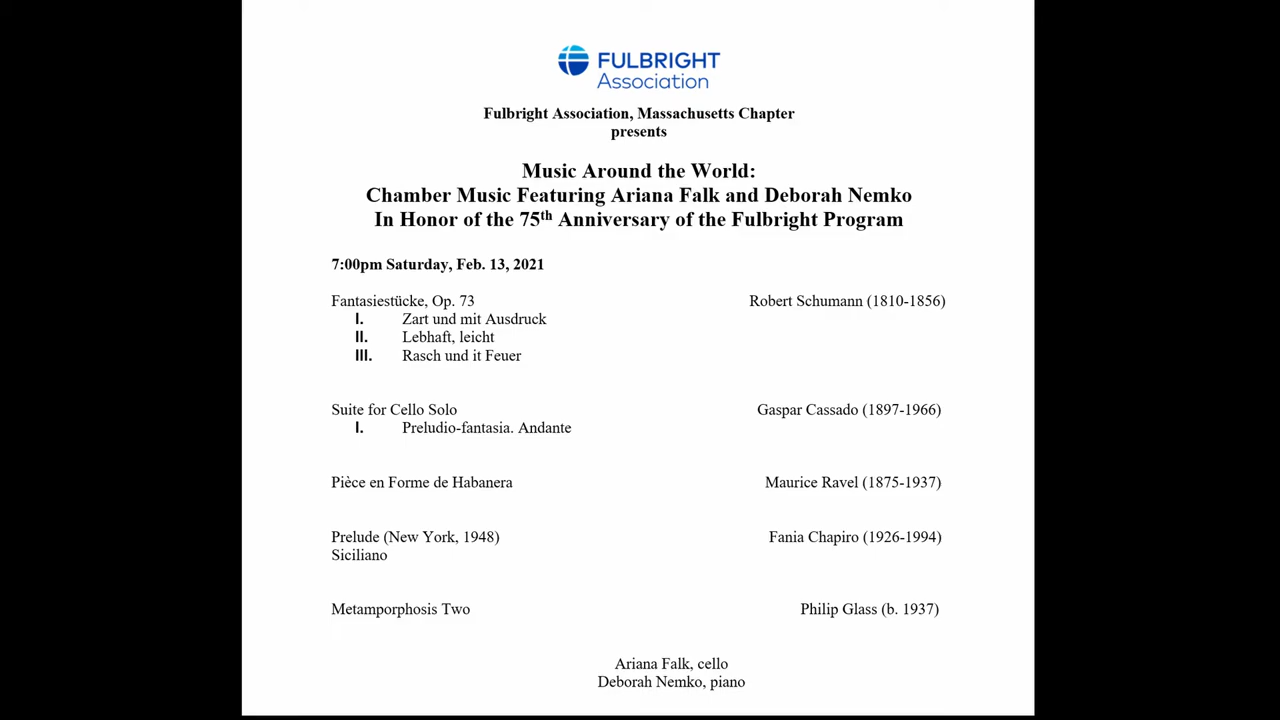 FULBRIGHT
Association
Fulbright Association, Massachusetts Chapter
presents
Music Around the World:
Chamber Music Featuring Ariana Falk and Deborah Nemko
In Honor of the 75th Anniversary of the Fulbright Program
7:00pm Saturday, Feb. 13, 2021
Fantasiestücke, Op. 73 Robert Schumann (1810-1856)
I. Zart und mit Ausdruck
II. Lebhaft, leicht
III. Rasch und it Feuer
Suite for Cello Solo Gaspar Cassado (1897-1966)
I. Preludio-fantasia. Andante
Pièce en Forme de Habanera Maurice Ravel (1875-1937)
Prelude (New York, 1948) Fania Chapiro (1926-1994)
Siciliano
Metamporphosis Two Philip Glass (b. 1937)
Ariana Falk, cello
Deborah Nemko, piano